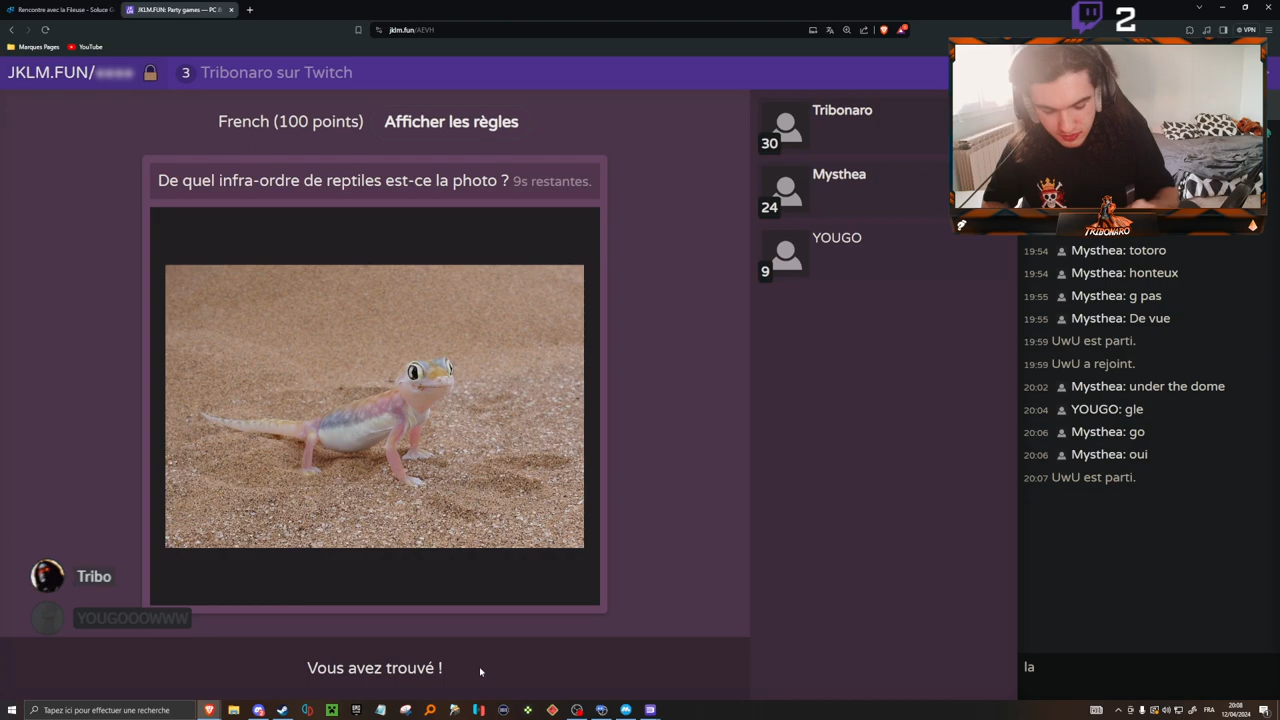 Rencontre avec la Fileuse — Soluce G
JKLM.FUN: Party games — PC &
jklm.fun/AEVH
VPN
Marques Pages
YouTube
2
JKLM.FUN/
3
Tribonaro sur Twitch
French (100 points)
Afficher les règles
De quel infra-ordre de reptiles est-ce la photo ? 9s restantes.
Tribonaro
30
Mysthea
24
YOUGO
9
TRIBONARO
19:54 Mysthea: totoro
19:54 Mysthea: honteux
19:55 Mysthea: g pas
19:55 Mysthea: De vue
19:59 UwU est parti.
19:59 UwU a rejoint.
20:02 Mysthea: under the dome
20:04 YOUGO: gle
20:06 Mysthea: go
20:06 Mysthea: oui
20:07 UwU est parti.
Tribo
YOUGOOOWWW
Vous avez trouvé !
la
Tapez ici pour effectuer une recherche
FRA
20:08
12/04/2024